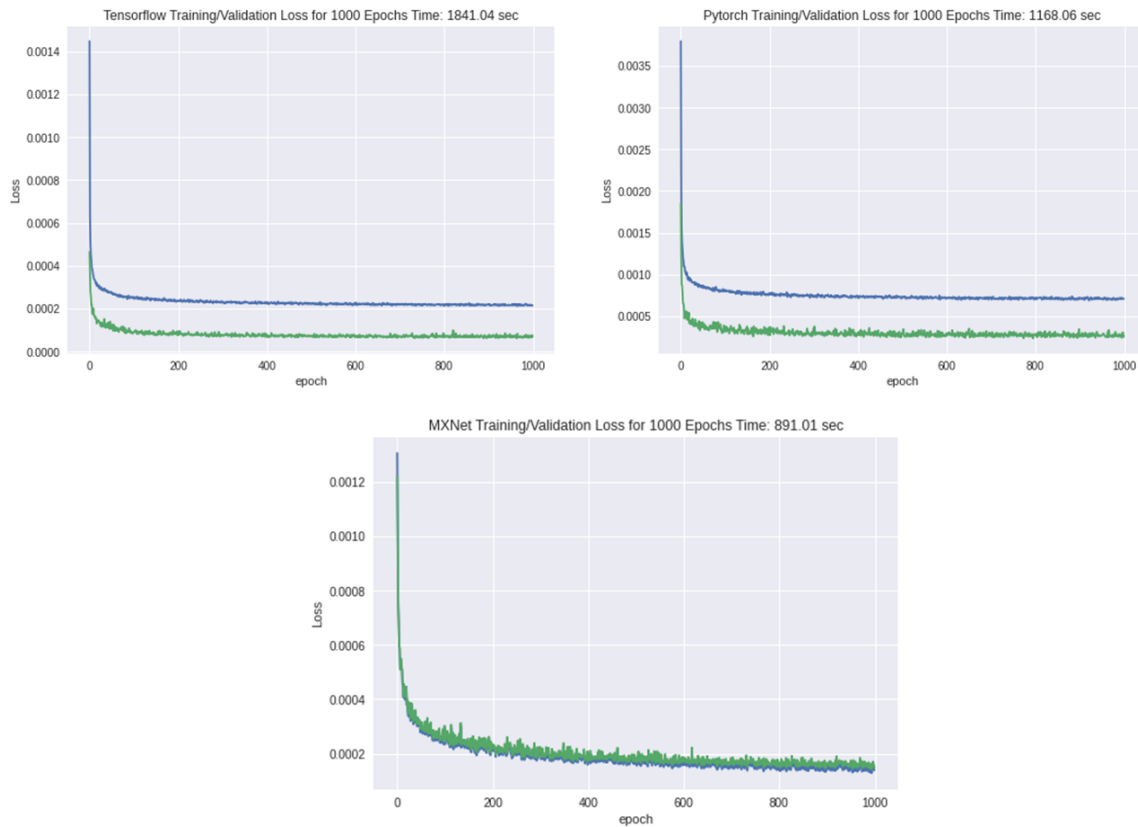 Tensorflow Training/Validation Loss for 1000 Epochs Time: 1841.04 sec
0.0014
0.0012
0.0010
0.0008
0.0006
0.0004
0.0002
0.0000
Loss
0 200 400 600 800 1000
epoch
Pytorch Training/Validation Loss for 1000 Epochs Time: 1168.06 sec
0.0035
0.0030
0.0025
0.0020
0.0015
0.0010
0.0005
Loss
0 200 400 600 800 1000
epoch
MXNet Training/Validation Loss for 1000 Epochs Time: 891.01 sec
0.0012
0.0010
0.0008
0.0006
0.0004
0.0002
Loss
0 200 400 600 800 1000
epoch